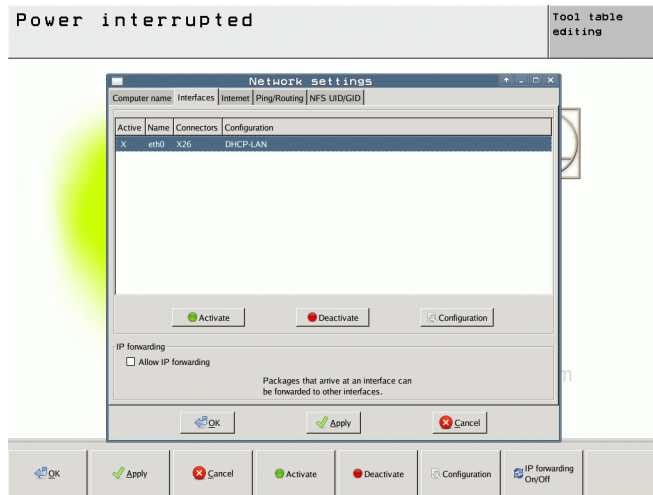 Power interrupted
Tool table
editing
Network settings
Computer name Interfaces Internet Ping/Routing NFS UID/GID
Active Name Connectors Configuration
X eth0 X26 DHCP-LAN
Activate Deactivate Configuration
IP forwarding
Allow IP forwarding
Packages that arrive at an interface can
be forwarded to other interfaces.
OK Apply Cancel
OK Apply Cancel Activate Deactivate Configuration IP forwarding
On/Off